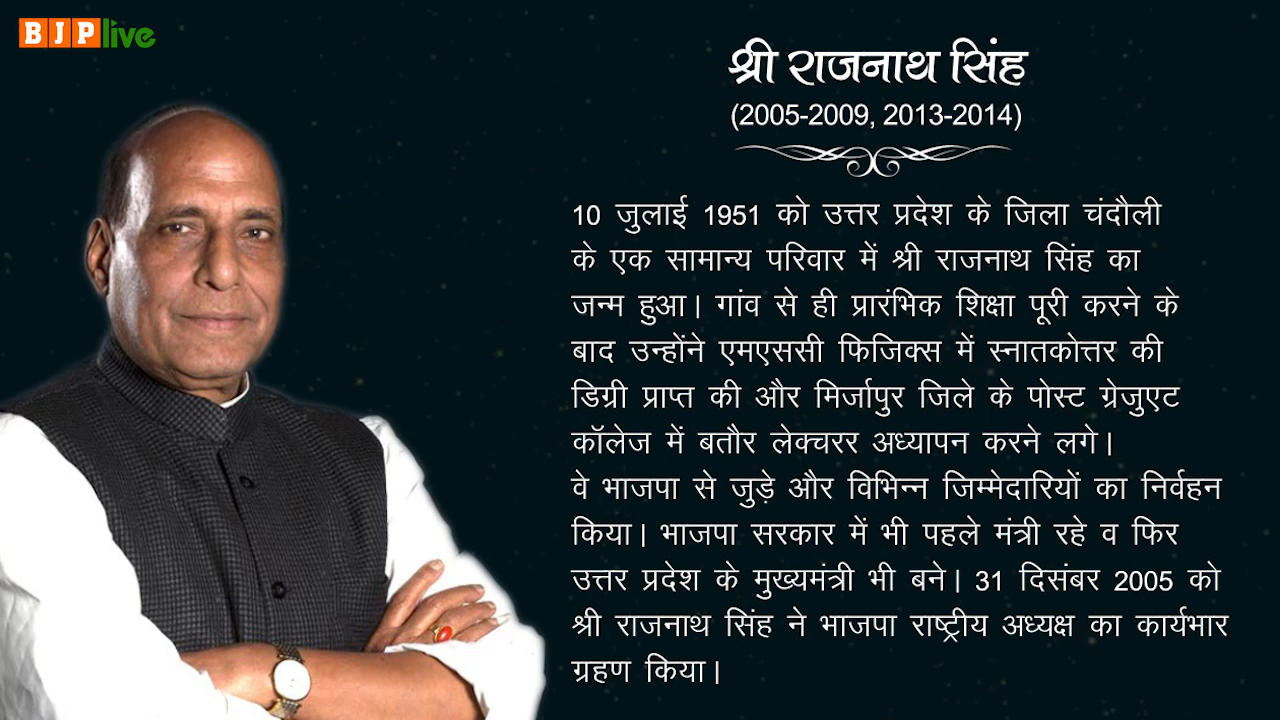 BJPlive
श्री राजनाथ सिंह
(2005-2009, 2013-2014)
10 जुलाई 1951 को उत्तर प्रदेश के जिला चंदौली
के एक सामान्य परिवार में श्री राजनाथ सिंह का
जन्म हुआ। गांव से ही प्रारंभिक शिक्षा पूरी करने के
बाद उन्होंने एमएससी फिजिक्स में स्नातकोत्तर की
डिग्री प्राप्त की और मिर्जापुर जिले के पोस्ट ग्रेजुएट
कॉलेज में बतौर लेक्चरर अध्यापन करने लगे।
वे भाजपा से जुड़े और विभिन्न जिम्मेदारियों का निर्वहन
किया। भाजपा सरकार में भी पहले मंत्री रहे व फिर
उत्तर प्रदेश के मुख्यमंत्री भी बने। 31 दिसंबर 2005 को
श्री राजनाथ सिंह ने भाजपा राष्ट्रीय अध्यक्ष का कार्यभार
ग्रहण किया।